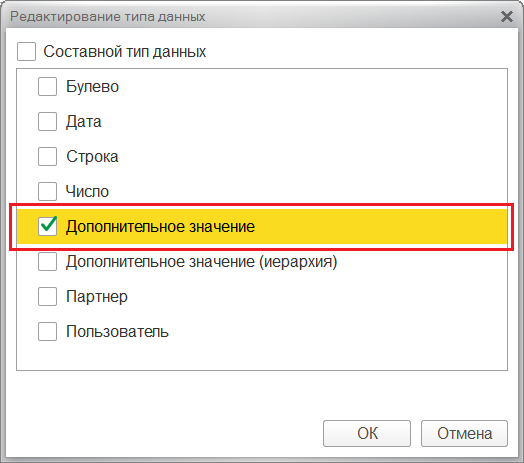 Редактирование типа данных
Составной тип данных
Булево
Дата
Строка
Число
Дополнительное значение
Дополнительное значение (иерархия)
Партнер
Пользователь
ОК
Отмена